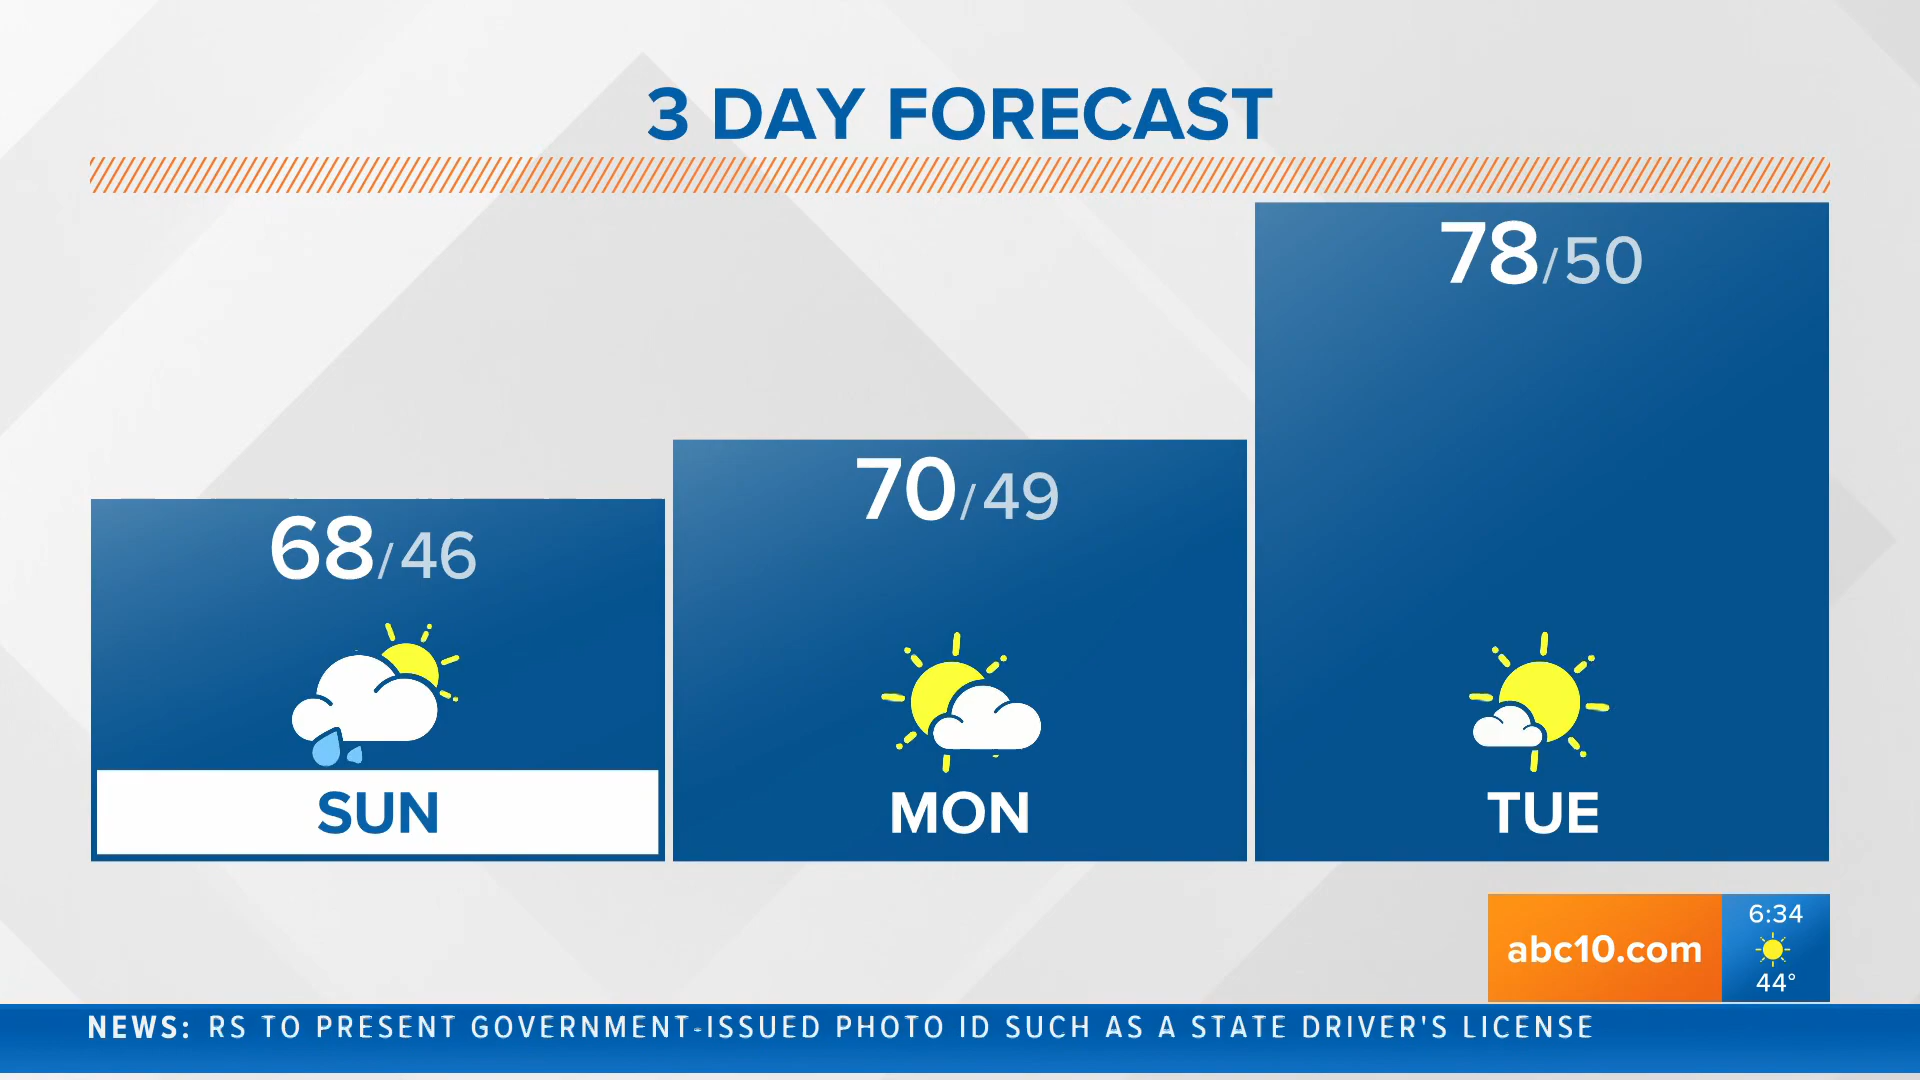 3 DAY FORECAST
68/46
SUN
70/49
MON
78/50
TUE
abc10.com
6:34
44°
NEWS: RS TO PRESENT GOVERNMENT-ISSUED PHOTO ID SUCH AS A STATE DRIVER'S LICENSE